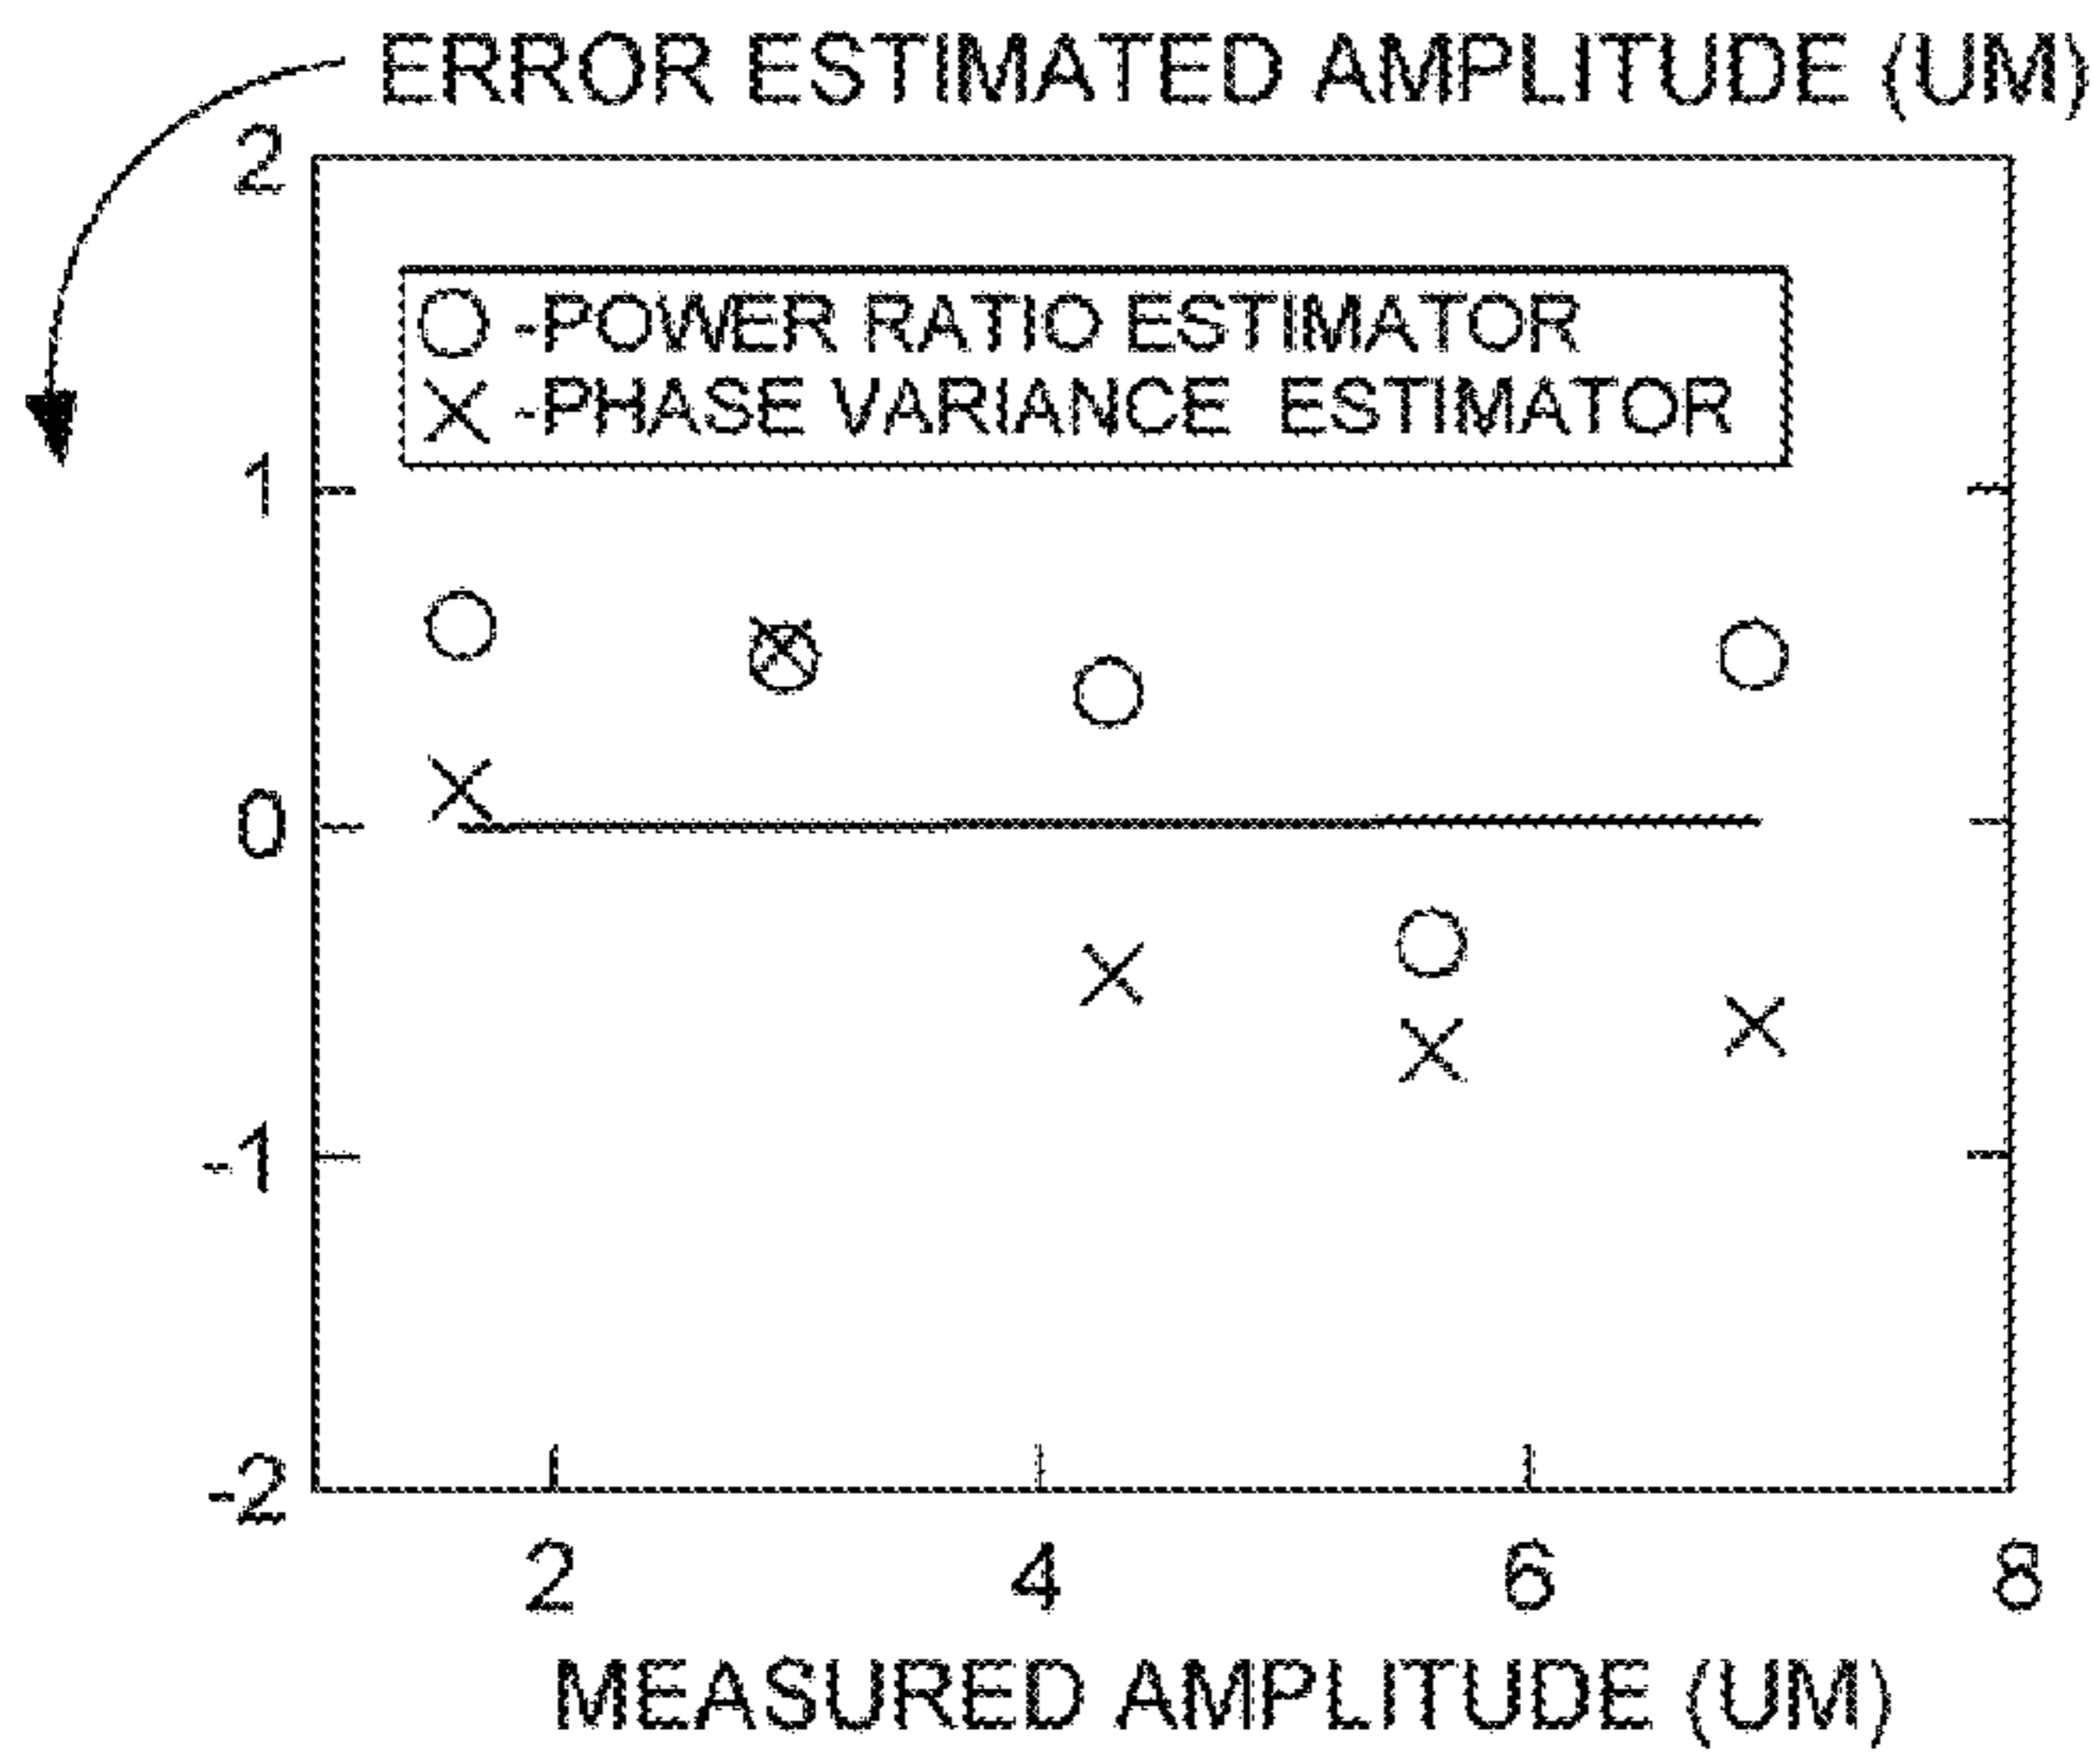 ERROR ESTIMATED AMPLITUDE (UM)
2
O -POWER RATIO ESTIMATOR
X -PHASE VARIANCE ESTIMATOR
1
0
-1
-2
2 4 6 8
MEASURED AMPLITUDE (UM)